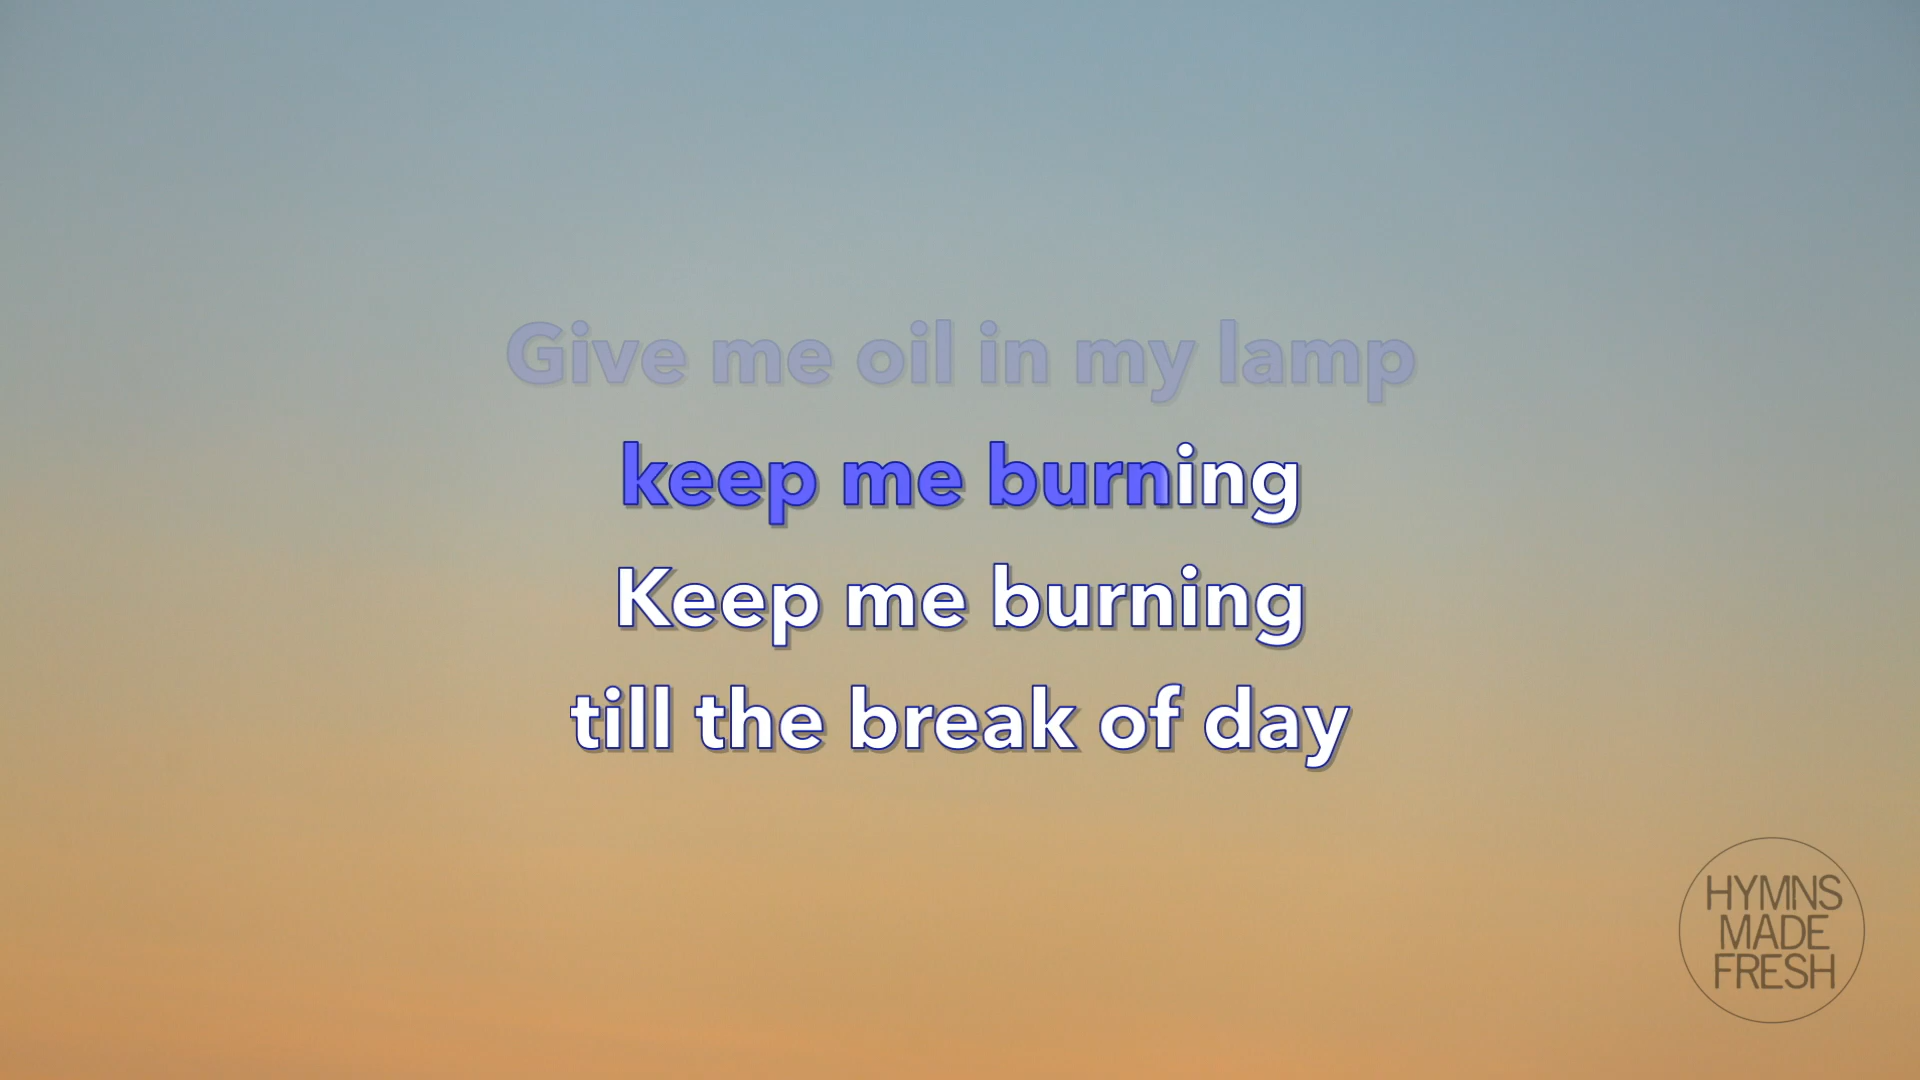 Give me oil in my lamp
keep me burning
Keep me burning
till the break of day
HYMNS
MADE
FRESH